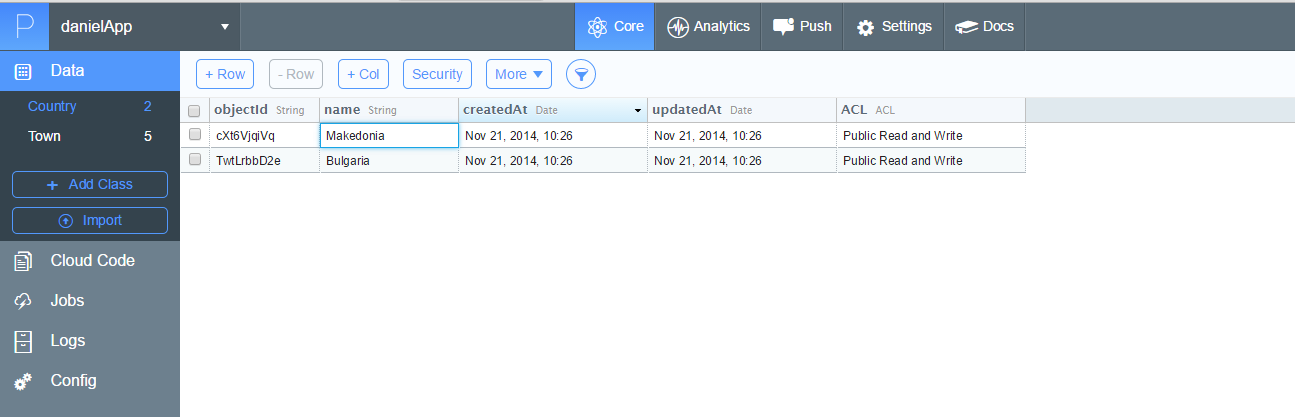 P danielApp Core Analytics Push Settings Docs
Data
+ Row - Row + Col Security More
Country 2
objectId String name String createdAt Date updatedAt Date ACL ACL
Town 5
cXt6VjqiVq Makedonia Nov 21, 2014, 10:26 Nov 21, 2014, 10:26 Public Read and Write
TwtLrbbD2e Bulgaria Nov 21, 2014, 10:26 Nov 21, 2014, 10:26 Public Read and Write
+ Add Class
Import
Cloud Code
Jobs
Logs
Config